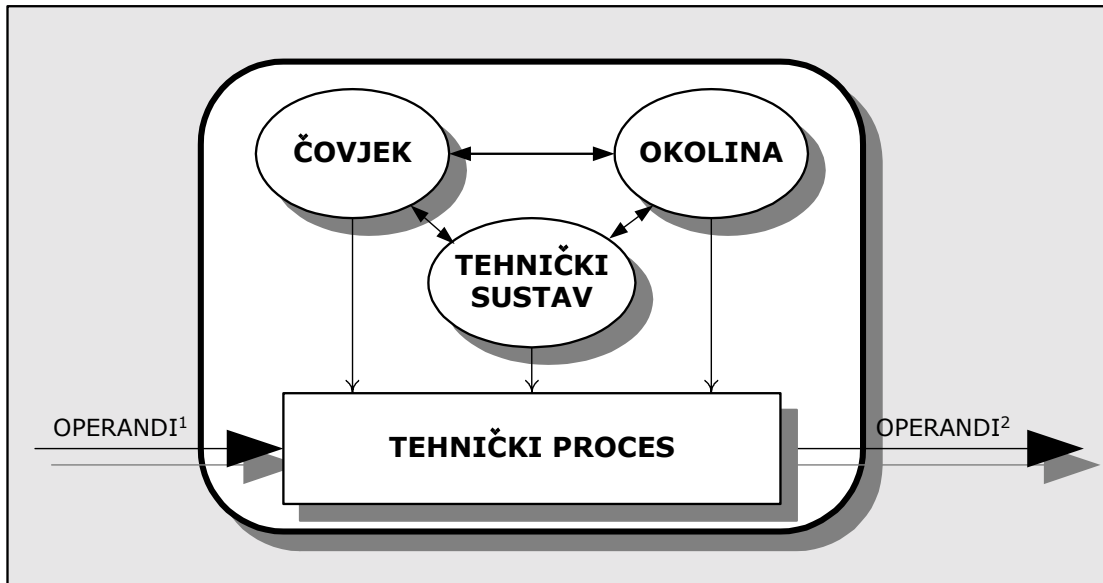 ČOVJEK
OKOLINA
TEHNIČKI
SUSTAV
OPERANDI¹
TEHNIČKI PROCES
OPERANDI²